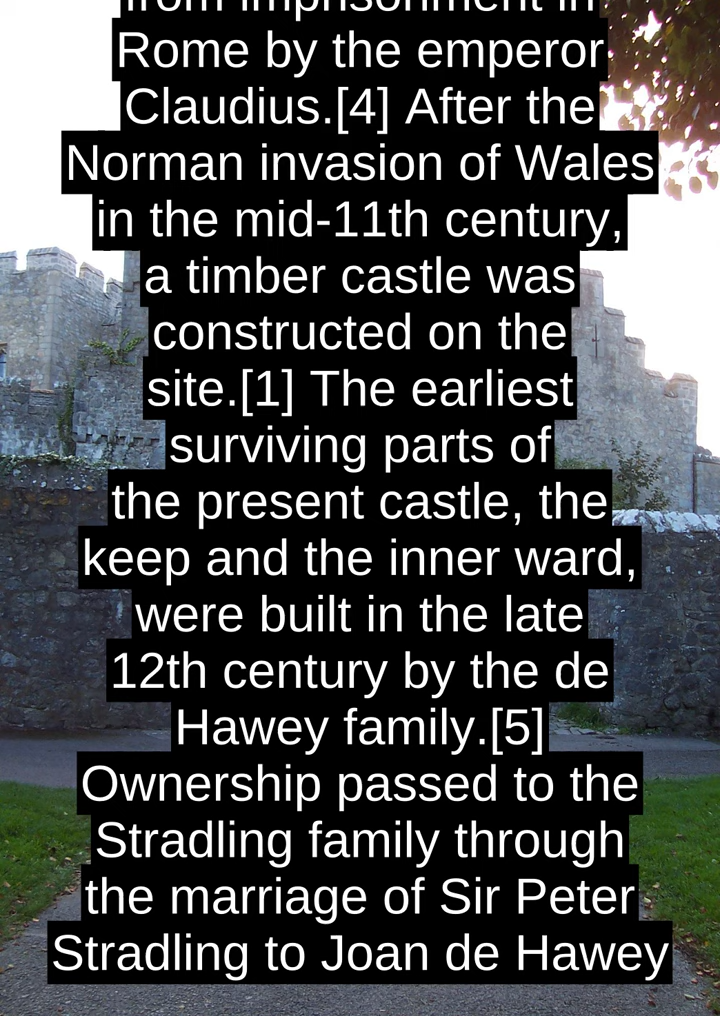 from imprisonment in
Rome by the emperor
Claudius.[4] After the
Norman invasion of Wales
in the mid-11th century,
a timber castle was
constructed on the
site.[1] The earliest
surviving parts of
the present castle, the
keep and the inner ward,
were built in the late
12th century by the de
Hawey family.[5]
Ownership passed to the
Stradling family through
the marriage of Sir Peter
Stradling to Joan de Hawey